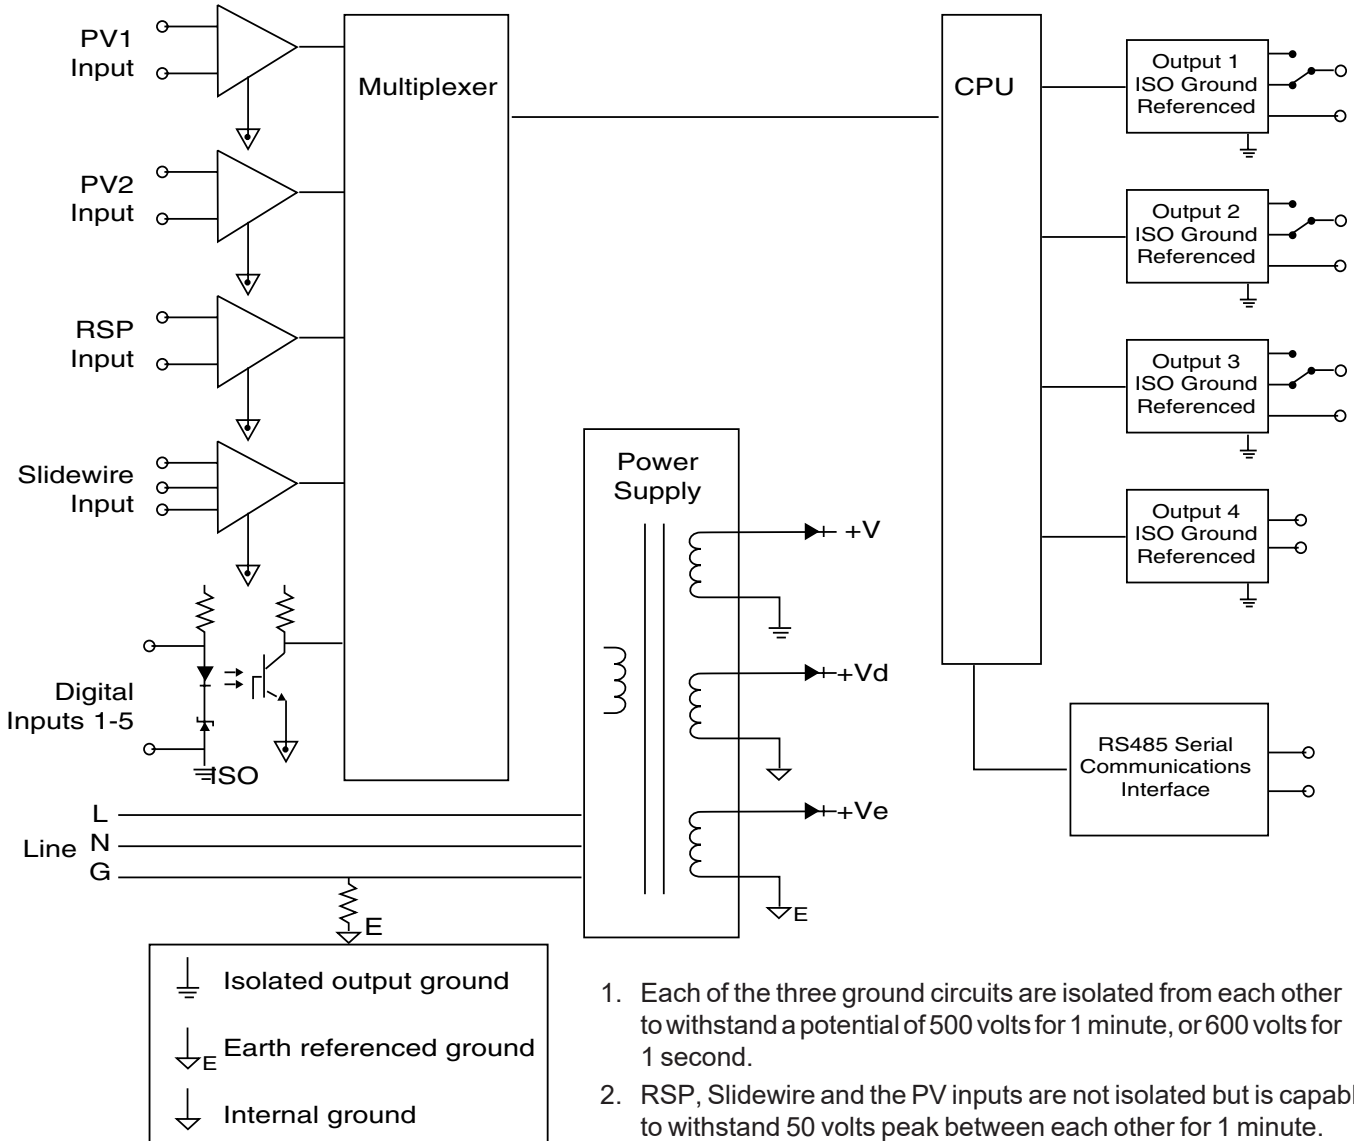 PV1
Input
PV2
Input
RSP
Input
Slidewire
Input
Digital
Inputs 1-5
ISO
Multiplexer
CPU
Output 1
ISO Ground
Referenced
Output 2
ISO Ground
Referenced
Output 3
ISO Ground
Referenced
Output 4
ISO Ground
Referenced
RS485 Serial
Communications
Interface
Power
Supply
+V
+Vd
+Ve
E
L
Line N
G
E
Isolated output ground
E Earth referenced ground
Internal ground
1. Each of the three ground circuits are isolated from each other
to withstand a potential of 500 volts for 1 minute, or 600 volts for
1 second.
2. RSP, Slidewire and the PV inputs are not isolated but is capabl
to withstand 50 volts peak between each other for 1 minute.